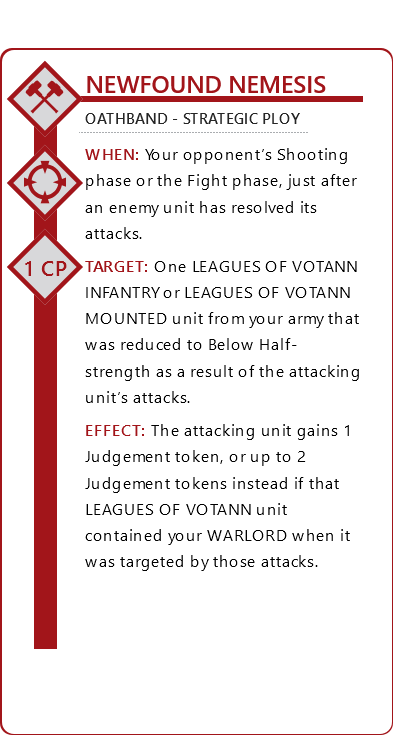 NEWFOUND NEMESIS
OATHBAND - STRATEGIC PLOY
WHEN: Your opponent’s Shooting
phase or the Fight phase, just after
an enemy unit has resolved its
attacks.
1 CP
TARGET: One LEAGUES OF VOTANN
INFANTRY or LEAGUES OF VOTANN
MOUNTED unit from your army that
was reduced to Below Half-
strength as a result of the attacking
unit’s attacks.
EFFECT: The attacking unit gains 1
Judgement token, or up to 2
Judgement tokens instead if that
LEAGUES OF VOTANN unit
contained your WARLORD when it
was targeted by those attacks.